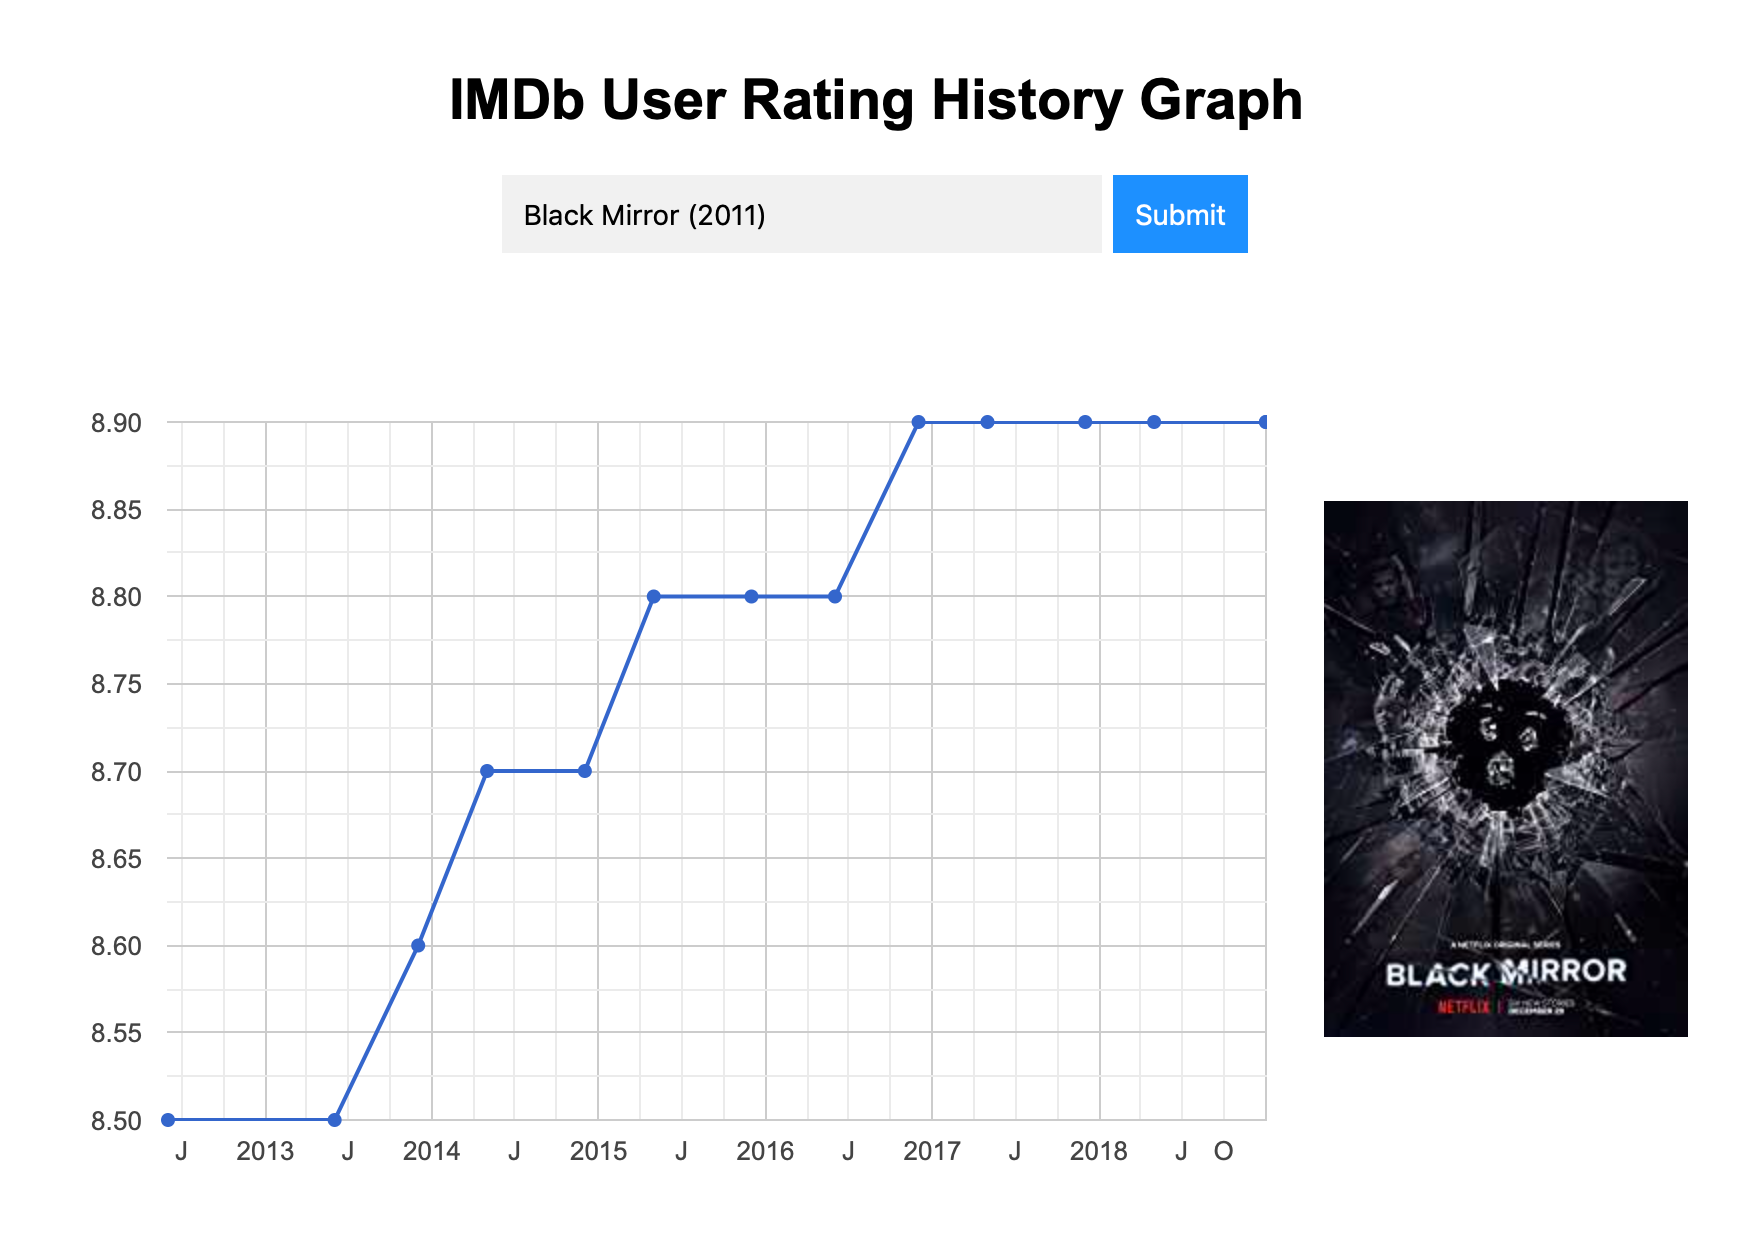 IMDb User Rating History Graph
Black Mirror (2011)
Submit
8.90
8.85
8.80
8.75
8.70
8.65
8.60
8.55
8.50
J 2013 J 2014 J 2015 J 2016 J 2017 J 2018 J O
A NETFLIX ORIGINAL SERIES
BLACK MIRROR
NETFLIX
DECEMBER 29